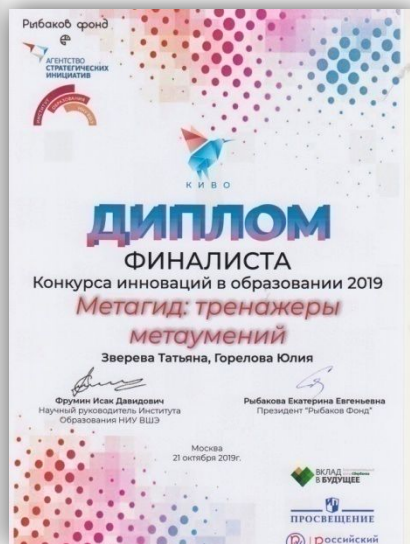 Рыбаков фонд
АГЕНТСТВО
СТРАТЕГИЧЕСКИХ
ИНИЦИАТИВ
КИВО
ДИПЛОМ
ФИНАЛИСТА
Конкурса инноваций в образовании 2019
Метагид: тренажеры
метаумений
Зверева Татьяна, Горелова Юлия
Фрумин Исак Давидович
Научный руководитель Института
Образования НИУ ВШЭ
Рыбакова Екатерина Евгеньевна
Президент "Рыбаков Фонд"
Москва
21 октября 2019г.
ВКЛАД
В БУДУЩЕЕ
ПРОСВЕЩЕНИЕ
российский